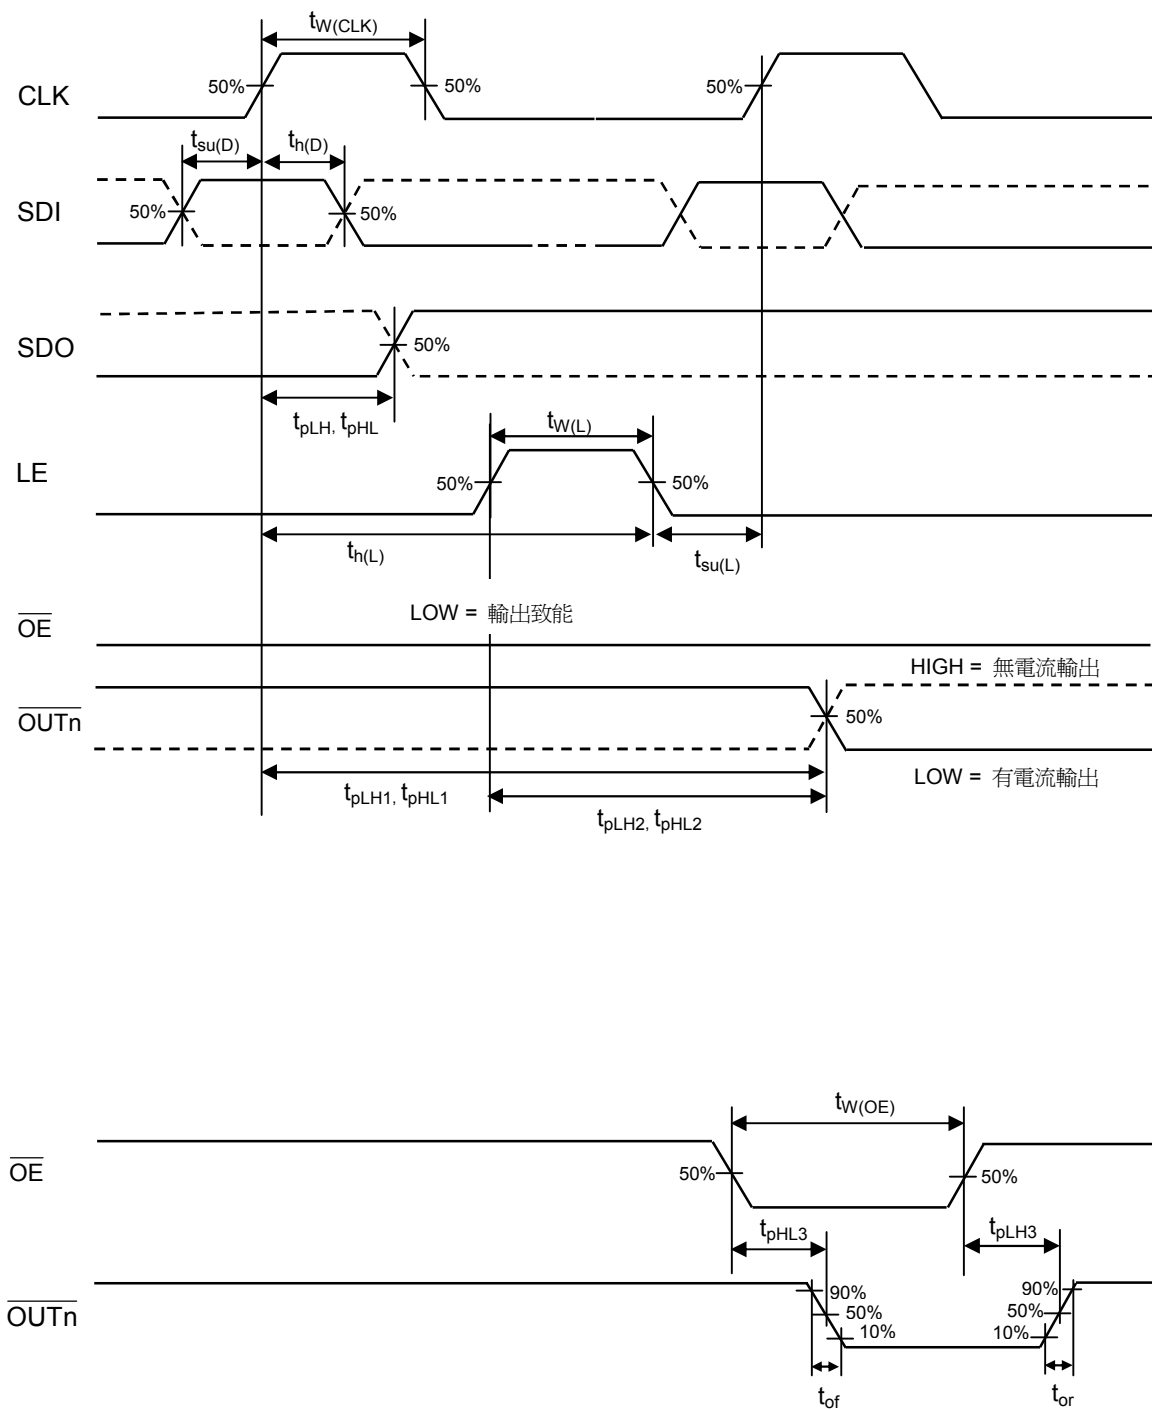 tW(CLK)
CLK 50% 50% 50%
tsu(D) th(D)
SDI 50% 50%
SDO 50%
tpLH, tpHL
tW(L)
LE 50% 50%
th(L) tsu(L)
LOW = 輸出致能
OE
HIGH = 無電流輸出
OUTn 50%
LOW = 有電流輸出
tpLH1, tpHL1
tpLH2, tpHL2
tW(OE)
OE 50% 50%
tpHL3 tpLH3
90% 90%
OUTn 50% 50%
10% 10%
tof tor